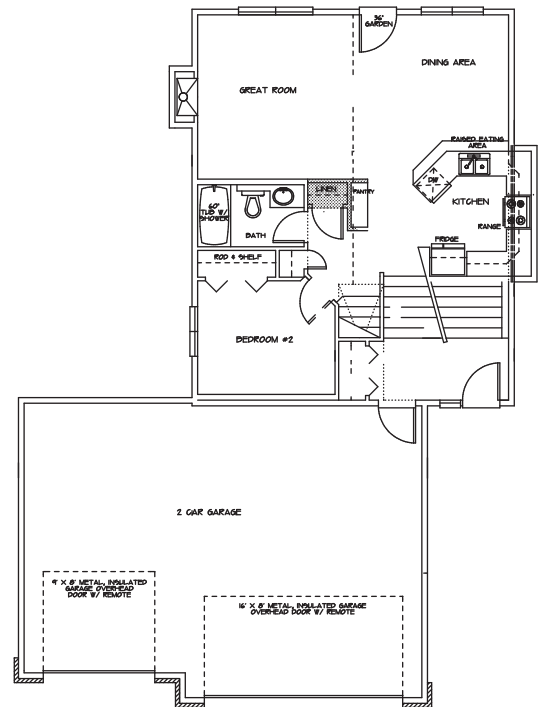 36"
GARDEN
DINING AREA
GREAT ROOM
RAISED EATING
AREA
DW
LINEN
PANTRY
60"
TUB W/
SHOWER
KITCHEN
RANGE
BATH
FRIDGE
ROD & SHELF
BEDROOM #2
2 CAR GARAGE
9' X 8' METAL, INSULATED
GARAGE OVERHEAD
DOOR W/ REMOTE
16' X 8' METAL, INSULATED GARAGE
OVERHEAD DOOR W/ REMOTE